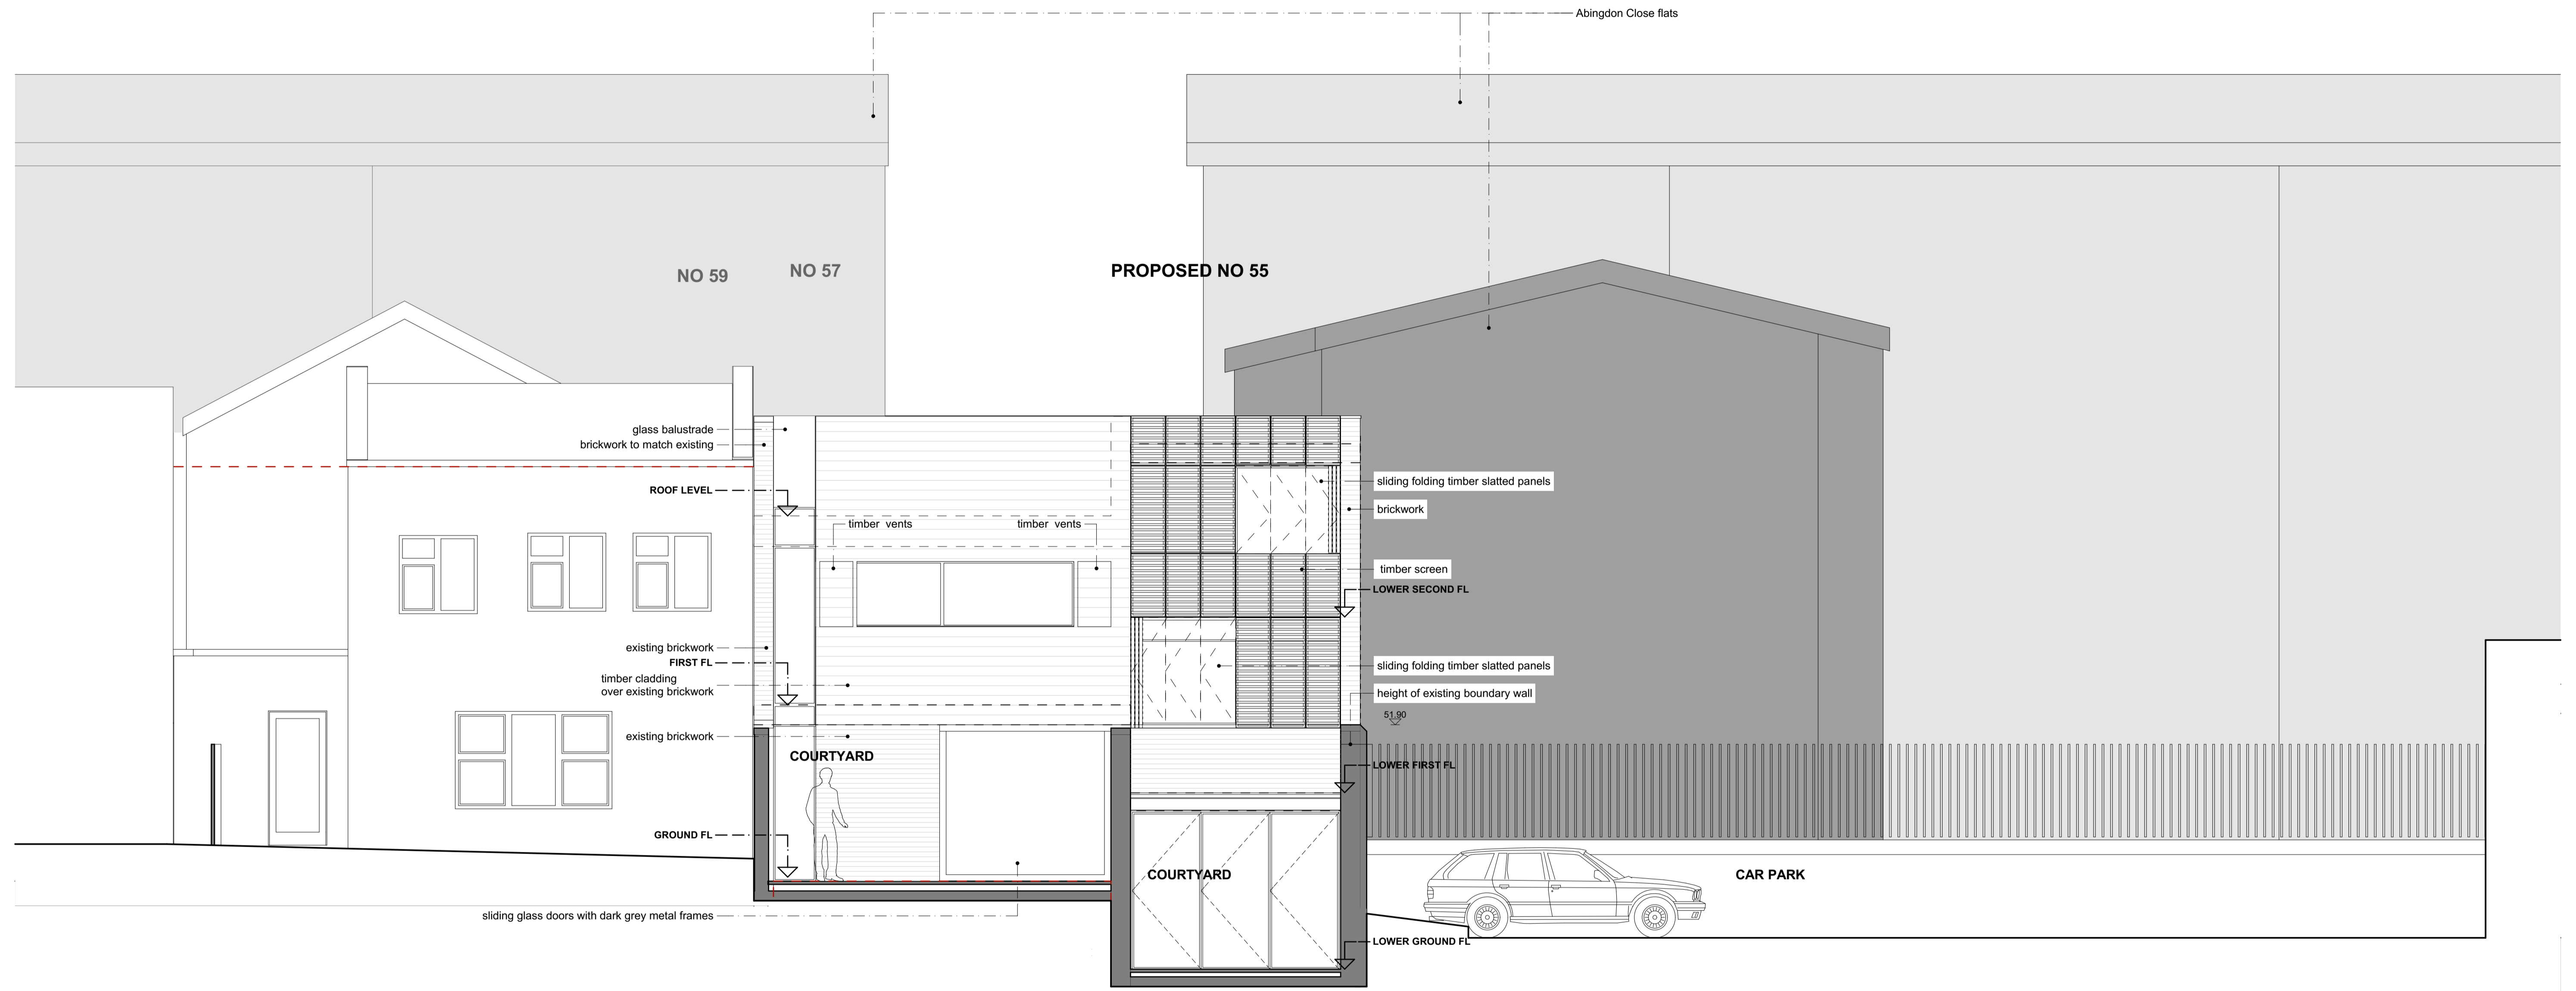 Abingdon Close flats
NO 59
NO 57
PROPOSED NO 55
glass balustrade
brickwork to match existing
ROOF LEVEL
timber vents
timber vents
sliding folding timber slatted panels
brickwork
timber screen
LOWER SECOND FL
existing brickwork
FIRST FL
timber cladding
over existing brickwork
sliding folding timber slatted panels
height of existing boundary wall
51.90
existing brickwork
COURTYARD
LOWER FIRST FL
GROUND FL
COURTYARD
CAR PARK
sliding glass doors with dark grey metal frames
LOWER GROUND FL